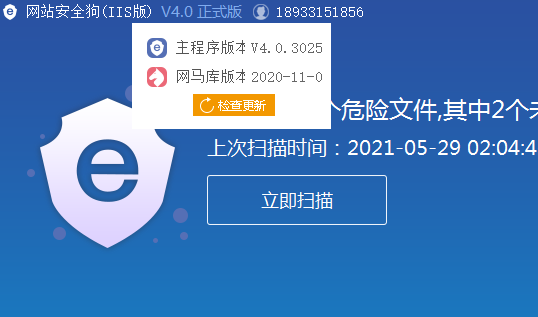 网站安全狗(IIS版) V4.0 正式版 18933151856
主程序版本 V4.0.3025
网马库版本 2020-11-0
检查更新
个危险文件,其中2个未
上次扫描时间：2021-05-29 02:04:4
立即扫描